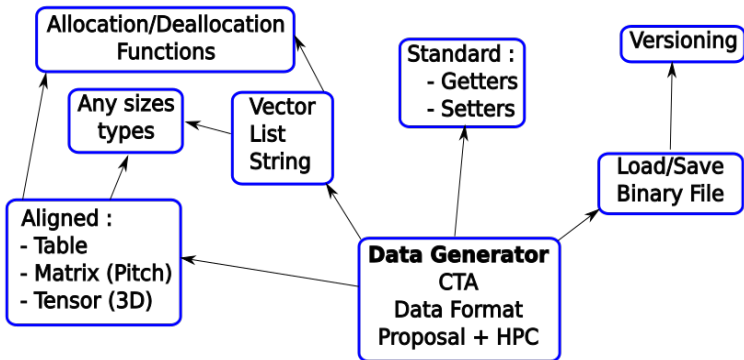 Allocation/Deallocation
Functions
Standard :
- Getters
- Setters
Versioning
Any sizes
types
Vector
List
String
Load/Save
Binary File
Aligned :
- Table
- Matrix (Pitch)
- Tensor (3D)
Data Generator
CTA
Data Format
Proposal + HPC